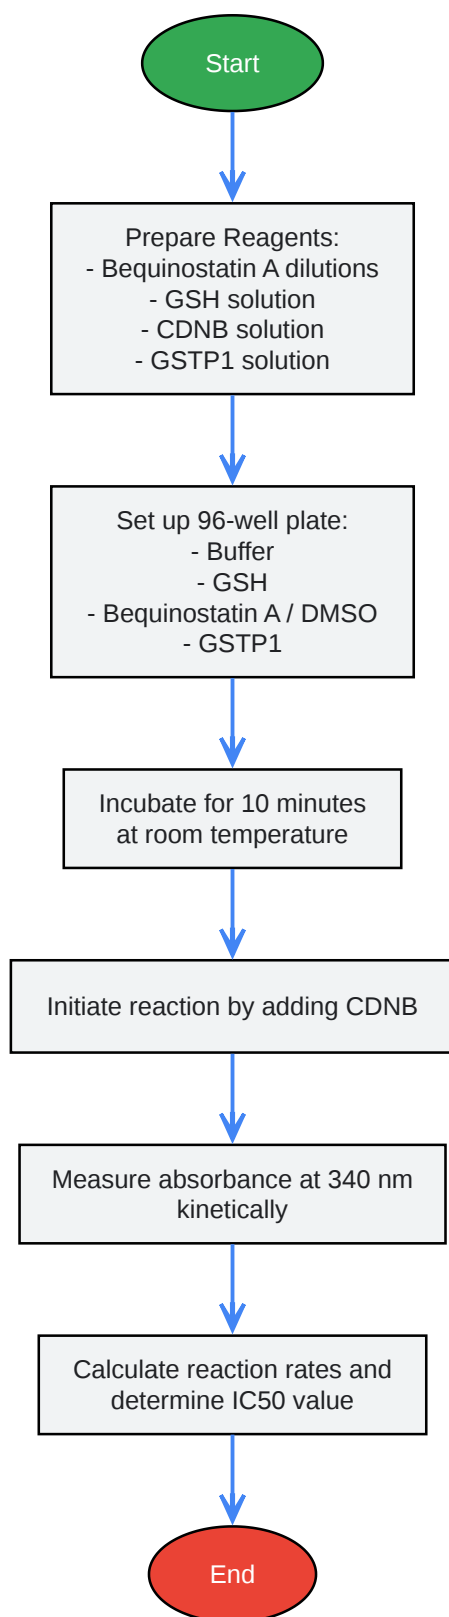 Start
Prepare Reagents:
- Bequinostatin A dilutions
- GSH solution
- CDNB solution
- GSTP1 solution
Set up 96-well plate:
- Buffer
- GSH
- Bequinostatin A / DMSO
- GSTP1
Incubate for 10 minutes
at room temperature
Initiate reaction by adding CDNB
Measure absorbance at 340 nm
kinetically
Calculate reaction rates and
determine IC50 value
End